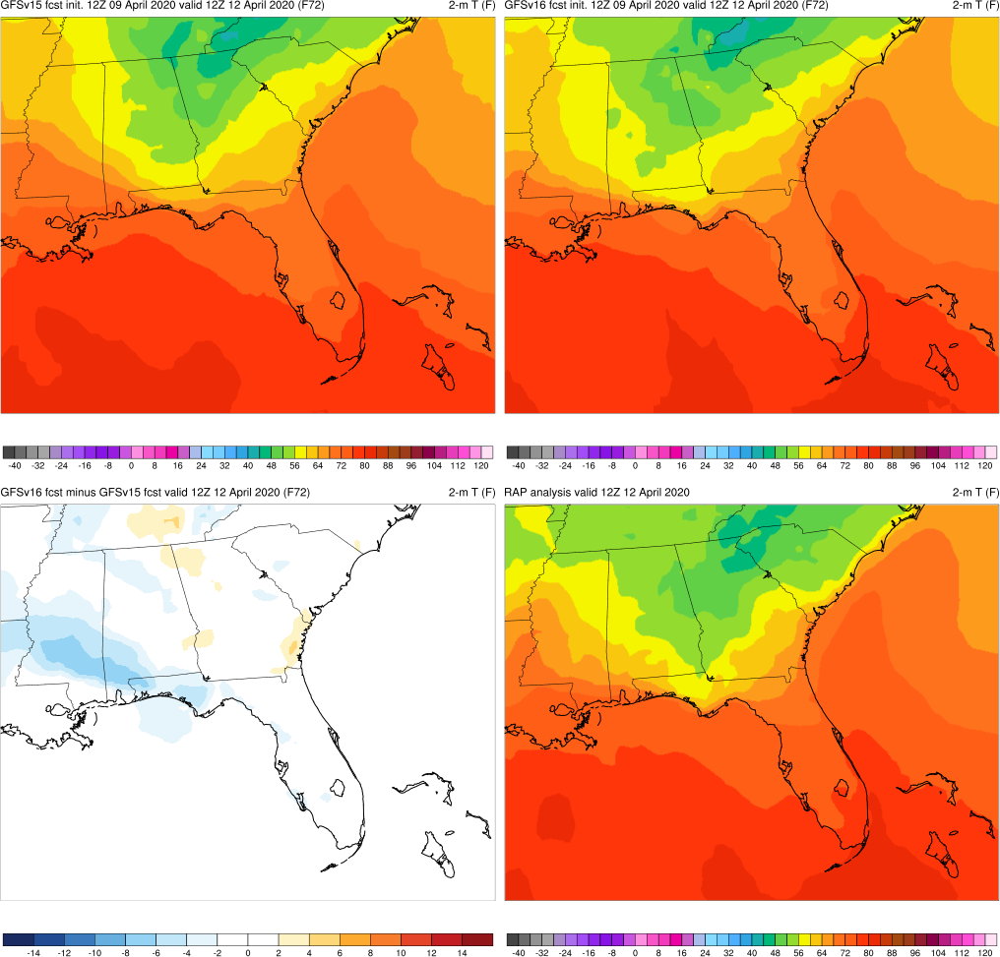 GFSv15 fcst init. 12Z 09 April 2020 valid 12Z 12 April 2020 (F72) 2-m T (F)
GFSv16 fcst init. 12Z 09 April 2020 valid 12Z 12 April 2020 (F72) 2-m T (F)
-40 -32 -24 -16 -8 0 8 16 24 32 40 48 56 64 72 80 88 96 104 112 120
-40 -32 -24 -16 -8 0 8 16 24 32 40 48 56 64 72 80 88 96 104 112 120
GFSv16 fcst minus GFSv15 fcst valid 12Z 12 April 2020 (F72) 2-m T (F)
RAP analysis valid 12Z 12 April 2020 2-m T (F)
-14 -12 -10 -8 -6 -4 -2 0 2 4 6 8 10 12 14
-40 -32 -24 -16 -8 0 8 16 24 32 40 48 56 64 72 80 88 96 104 112 120